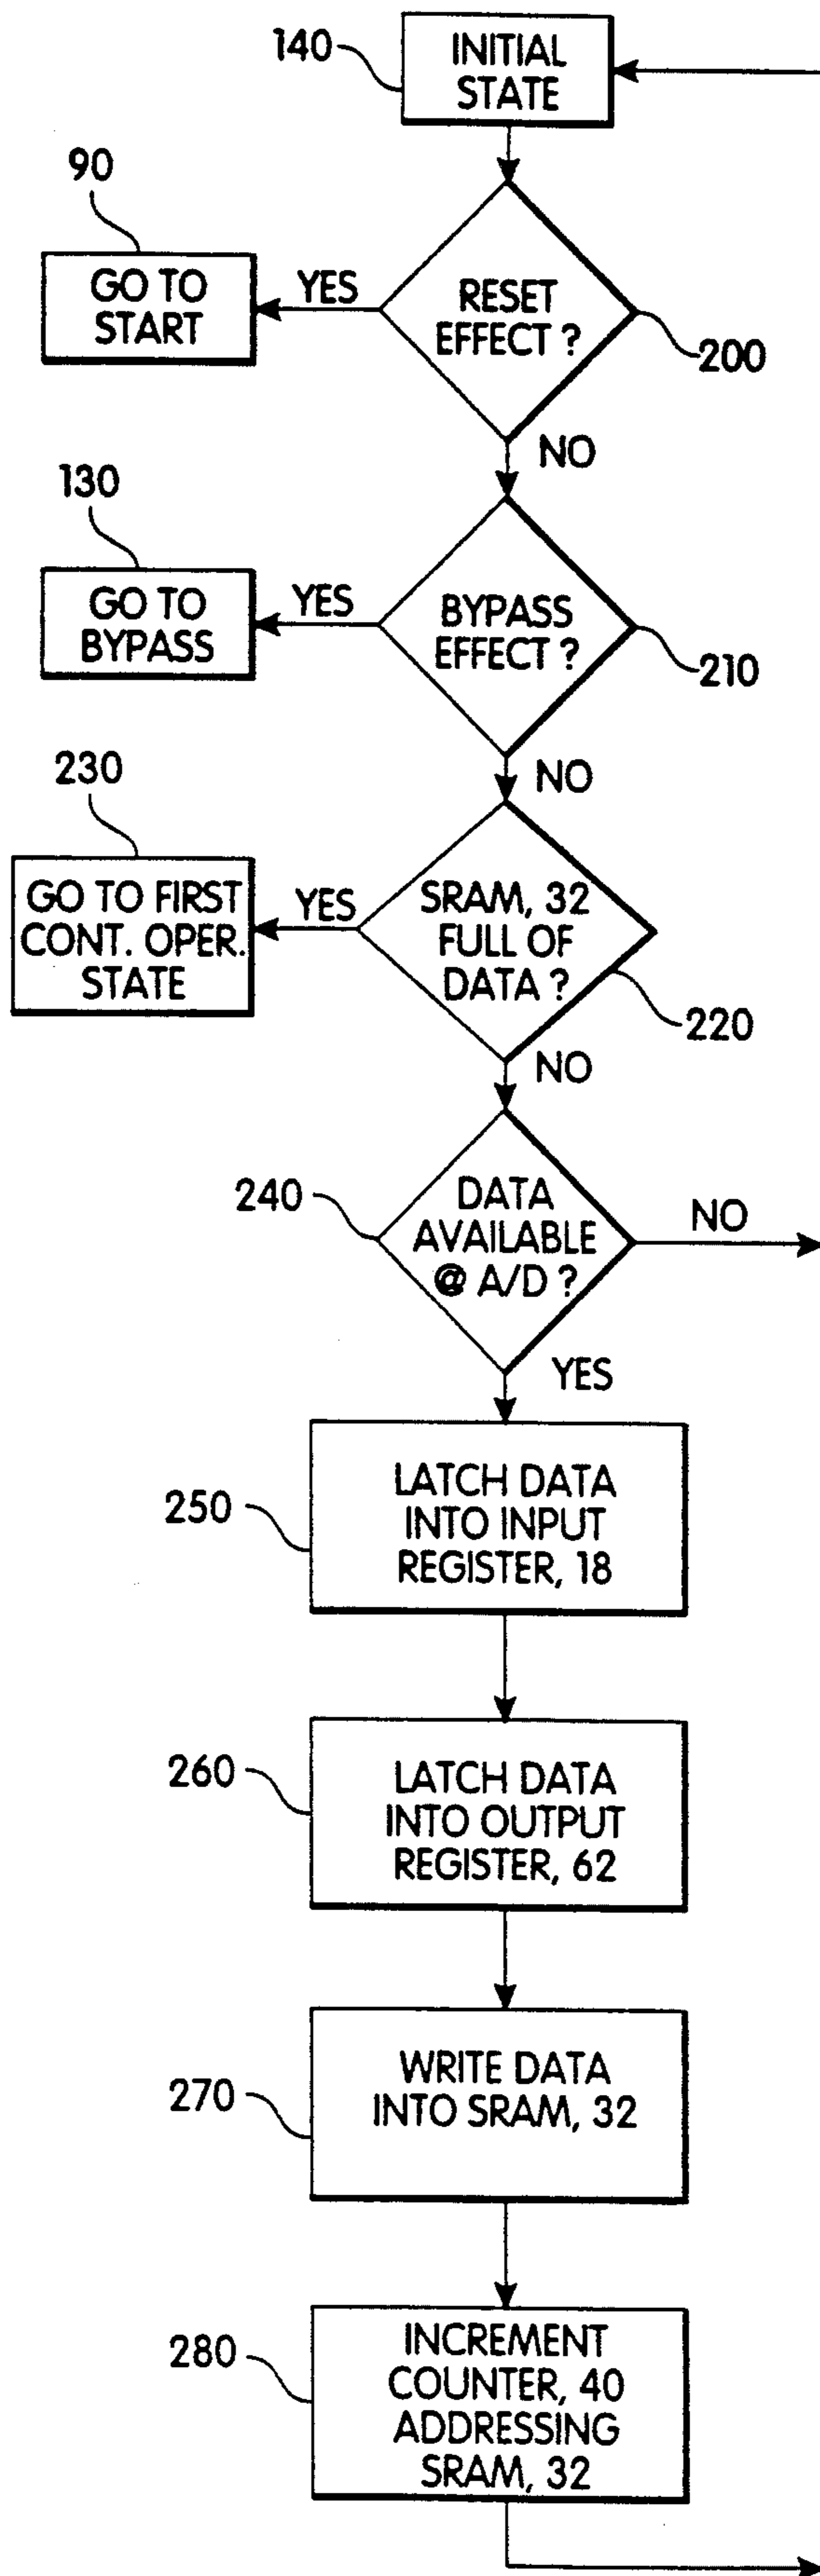 140
INITIAL
STATE
90
GO TO
START
YES
RESET
EFFECT ?
200
NO
130
GO TO
BYPASS
YES
BYPASS
EFFECT ?
210
NO
230
GO TO FIRST
CONT. OPER.
STATE
YES
SRAM, 32
FULL OF
DATA ?
220
NO
240
DATA
AVAILABLE
@ A/D ?
NO
YES
250
LATCH DATA
INTO INPUT
REGISTER, 18
260
LATCH DATA
INTO OUTPUT
REGISTER, 62
270
WRITE DATA
INTO SRAM, 32
280
INCREMENT
COUNTER, 40
ADDRESSING
SRAM, 32